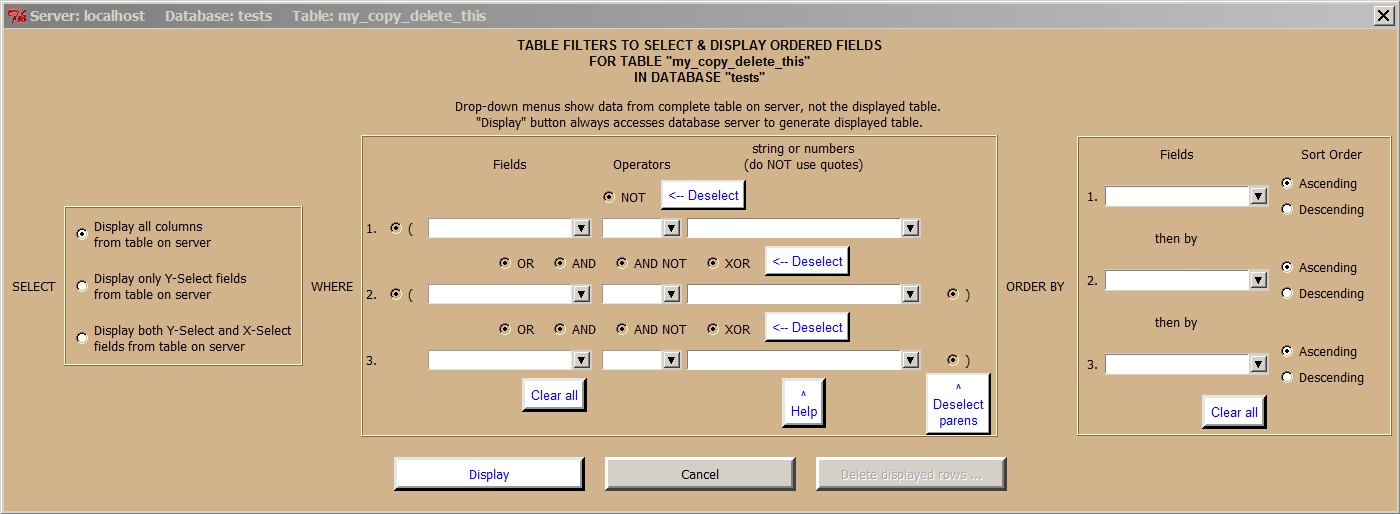 Server: localhost Database: tests Table: my_copy_delete_this
TABLE FILTERS TO SELECT & DISPLAY ORDERED FIELDS
FOR TABLE "my_copy_delete_this"
IN DATABASE "tests"
Drop-down menus show data from complete table on server, not the displayed table.
"Display" button always accesses database server to generate displayed table.
SELECT
Display all columns
from table on server
Display only Y-Select fields
from table on server
Display both Y-Select and X-Select
fields from table on server
WHERE
Fields Operators string or numbers
(do NOT use quotes)
NOT <-- Deselect
1. (
OR AND AND NOT XOR <-- Deselect
2. ( )
OR AND AND NOT XOR <-- Deselect
3. )
Clear all
^
Help
^
Deselect
parens
ORDER BY
Fields Sort Order
1. Ascending
Descending
then by
2. Ascending
Descending
then by
3. Ascending
Descending
Clear all
Display Cancel Delete displayed rows ...